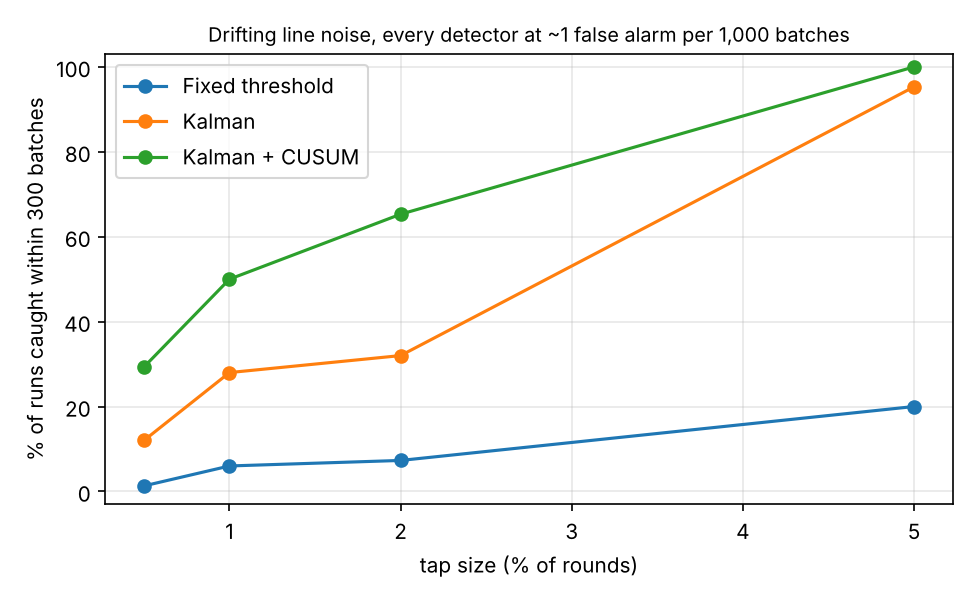 Drifting line noise, every detector at ~1 false alarm per 1,000 batches
% of runs caught within 300 batches
100
80
60
40
20
0
Fixed threshold
Kalman
Kalman + CUSUM
1
2
3
4
5
tap size (% of rounds)